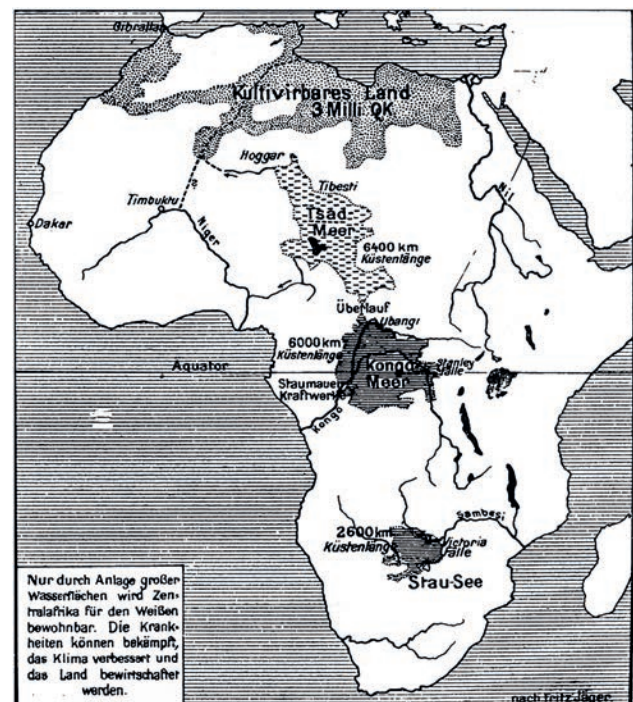 Gibraltar
Kultivirbares Land
3 Milli QK
Hoggar
Tibesti
Timbuktu
Dakar
Niger
Nil
Tsad
Meer
6400 km
Küstenlänge
Überlauf
Ubangi
6000 km
Küstenlänge
Äquator
Kongo
Meer
Stanley
Fälle
Staumauer
Kraftwerke
Kongo
Sambesi
2600 km
Küstenlänge
Victoria
Fälle
Stau-See
Nur durch Anlage großer
Wasserflächen wird Zen-
tralafrika für den Weißen
bewohnbar. Die Krank-
heiten können bekämpft,
das Klima verbessert und
das Land bewirtschaftet
werden.
nach Fritz Jäger.